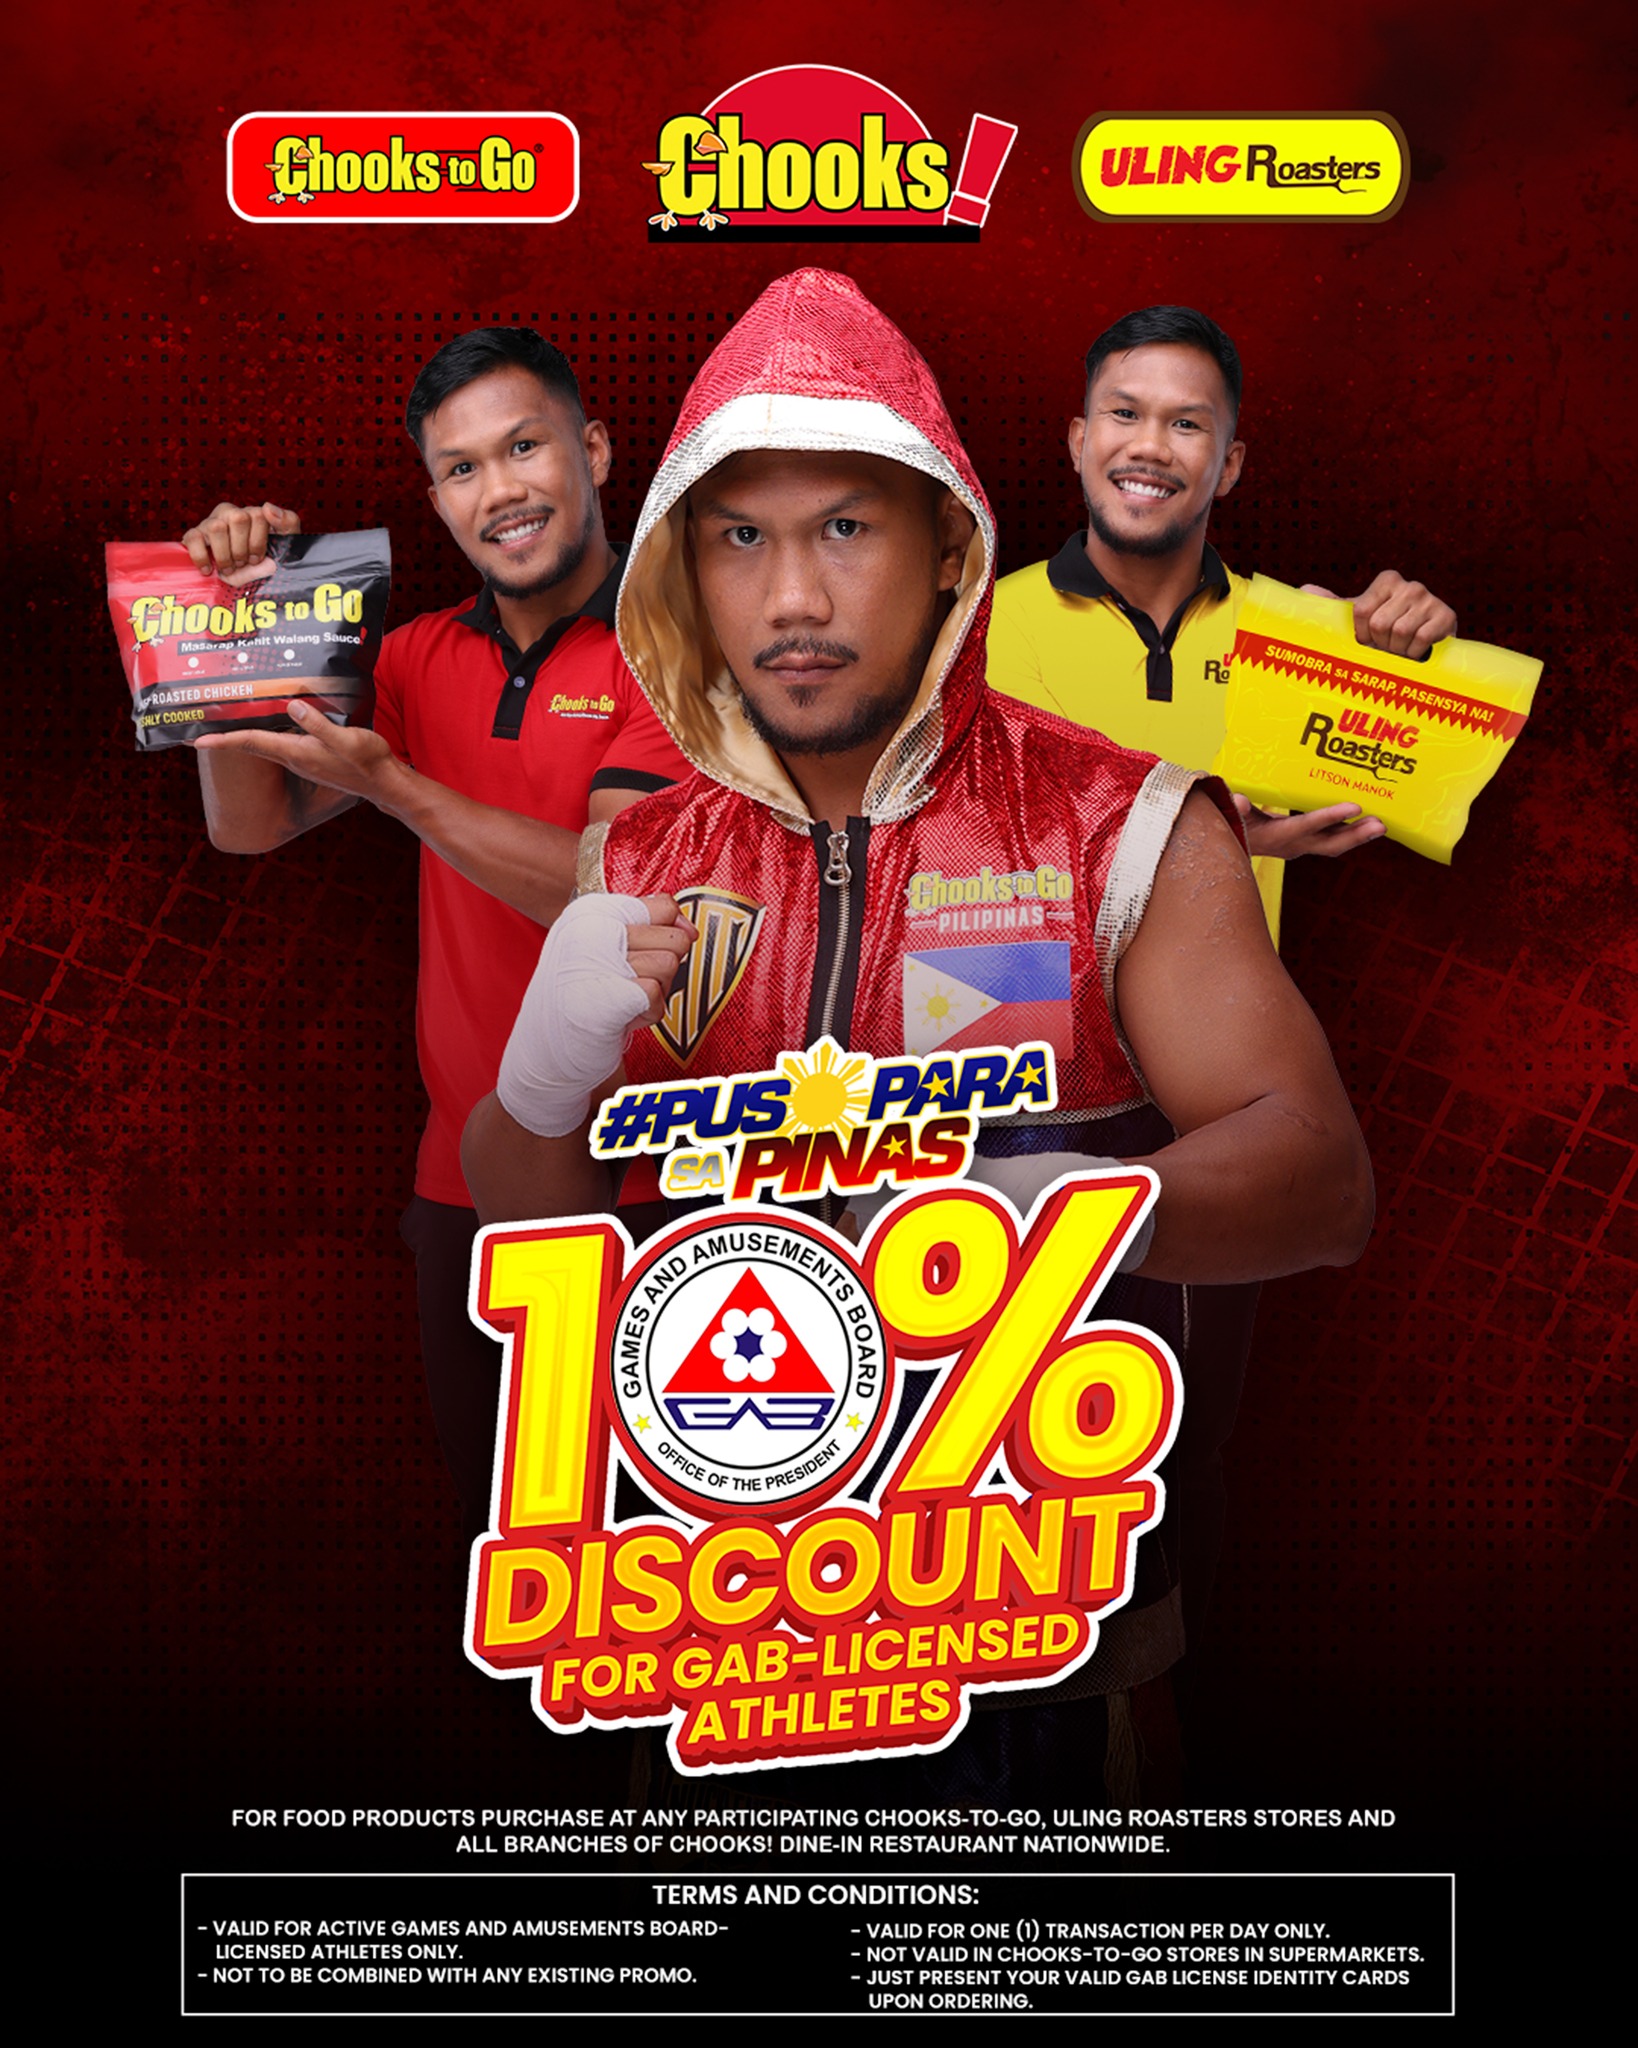 Chooks to Go®
Chooks!
ULING Roasters
Chooks to Go
Masarap Kahit Walang Sauce!
ROASTED CHICKEN
COOKED
Chooks to Go
SUMOBRA SA SARAP, PASENSYA NA!
ULING
Roasters
LITSON MANOK
Chooks to Go
PILIPINAS
#PUSO PARA
SA PINAS
10%
GAMES AND AMUSEMENTS BOARD
GAB
OFFICE OF THE PRESIDENT
DISCOUNT
FOR GAB-LICENSED
ATHLETES
FOR FOOD PRODUCTS PURCHASE AT ANY PARTICIPATING CHOOKS-TO-GO, ULING ROASTERS STORES AND
ALL BRANCHES OF CHOOKS! DINE-IN RESTAURANT NATIONWIDE.
TERMS AND CONDITIONS:
- VALID FOR ACTIVE GAMES AND AMUSEMENTS BOARD-
LICENSED ATHLETES ONLY.
- NOT TO BE COMBINED WITH ANY EXISTING PROMO.
- VALID FOR ONE (1) TRANSACTION PER DAY ONLY.
- NOT VALID IN CHOOKS-TO-GO STORES IN SUPERMARKETS.
- JUST PRESENT YOUR VALID GAB LICENSE IDENTITY CARDS
UPON ORDERING.